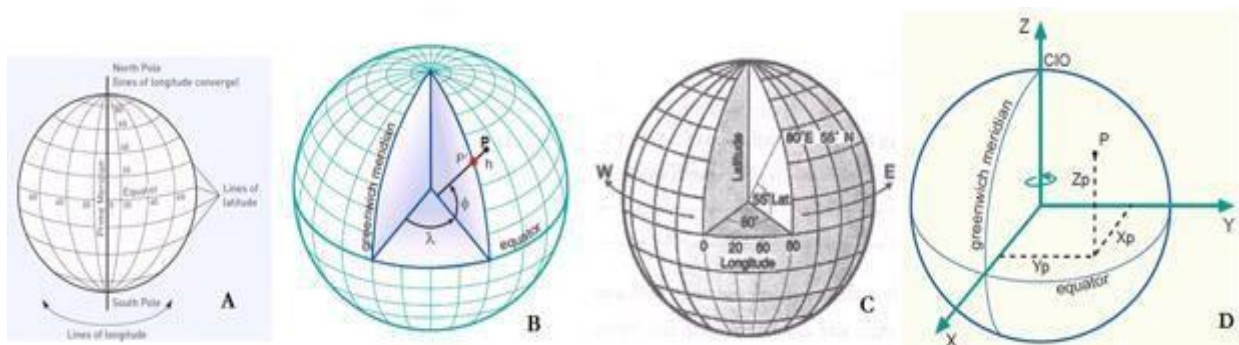 North Pola
(lines of longitude converge)
Prime Meridian
Equator
Lines of
latitude
South Pole
Lines of longitude
A
greenwich meridian
P
P'
h
φ
λ
equator
B
W
E
Latitude
80°E 55° N
55°Lat.
80°
0 20 60 80
Longitude
C
Z
CIO
greenwich meridian
P
Zp
Xp
Yp
Y
equator
X
D